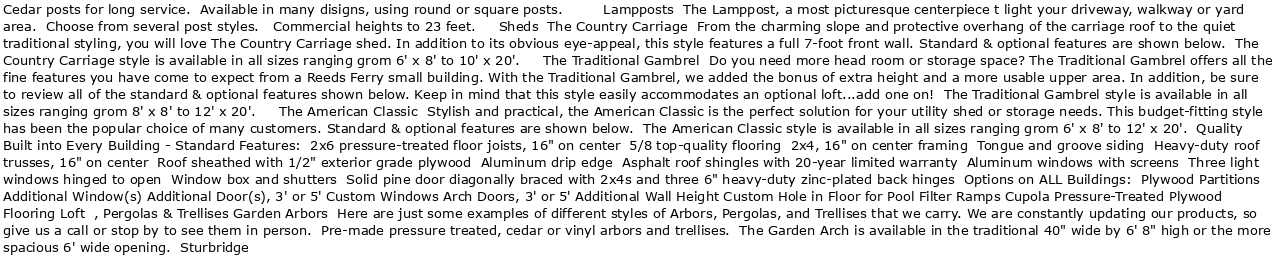 Cedar posts for long service.  Available in many disigns, using round or square posts.        Lampposts  The Lamppost, a most picturesque centerpiece t light your driveway, walkway or yard
area.  Choose from several post styles.   Commercial heights to 23 feet.     Sheds  The Country Carriage  From the charming slope and protective overhang of the carriage roof to the quiet
traditional styling, you will love The Country Carriage shed. In addition to its obvious eye-appeal, this style features a full 7-foot front wall. Standard & optional features are shown below.  The
Country Carriage style is available in all sizes ranging grom 6' x 8' to 10' x 20'.     The Traditional Gambrel  Do you need more head room or storage space? The Traditional Gambrel offers all the
fine features you have come to expect from a Reeds Ferry small building. With the Traditional Gambrel, we added the bonus of extra height and a more usable upper area. In addition, be sure
to review all of the standard & optional features shown below. Keep in mind that this style easily accommodates an optional loft...add one on!  The Traditional Gambrel style is available in all
sizes ranging grom 8' x 8' to 12' x 20'.     The American Classic  Stylish and practical, the American Classic is the perfect solution for your utility shed or storage needs. This budget-fitting style
has been the popular choice of many customers. Standard & optional features are shown below.  The American Classic style is available in all sizes ranging grom 6' x 8' to 12' x 20'.  Quality
Built into Every Building - Standard Features:  2x6 pressure-treated floor joists, 16" on center  5/8 top-quality flooring  2x4, 16" on center framing  Tongue and groove siding  Heavy-duty roof
trusses, 16" on center  Roof sheathed with 1/2" exterior grade plywood  Aluminum drip edge  Asphalt roof shingles with 20-year limited warranty  Aluminum windows with screens  Three light
windows hinged to open  Window box and shutters  Solid pine door diagonally braced with 2x4s and three 6" heavy-duty zinc-plated back hinges  Options on ALL Buildings:  Plywood Partitions
Additional Window(s) Additional Door(s), 3' or 5' Custom Windows Arch Doors, 3' or 5' Additional Wall Height Custom Hole in Floor for Pool Filter Ramps Cupola Pressure-Treated Plywood
Flooring Loft  , Pergolas & Trellises Garden Arbors  Here are just some examples of different styles of Arbors, Pergolas, and Trellises that we carry. We are constantly updating our products, so
give us a call or stop by to see them in person.  Pre-made pressure treated, cedar or vinyl arbors and trellises.  The Garden Arch is available in the traditional 40" wide by 6' 8" high or the more
spacious 6' wide opening.  Sturbridge